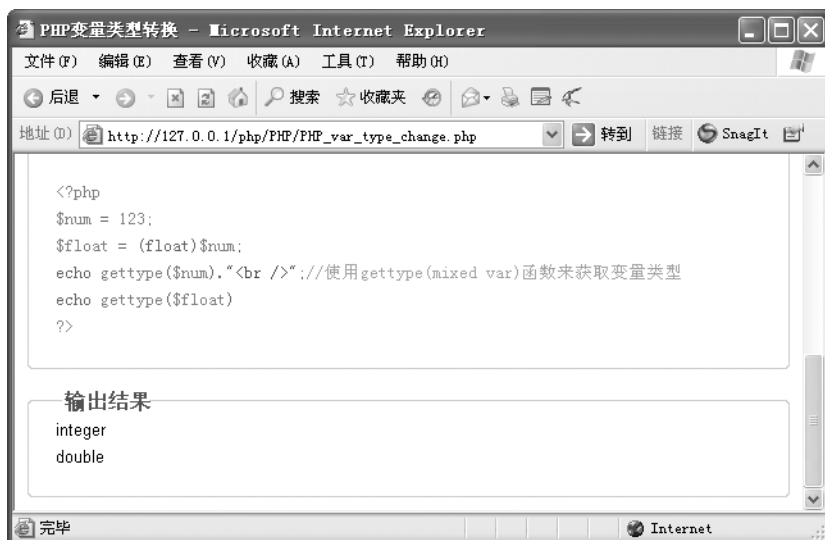 PHP变量类型转换 - Microsoft Internet Explorer
文件(F) 编辑(E) 查看(V) 收藏(A) 工具(T) 帮助(H)
后退 搜索 收藏夹
地址(D) http://127.0.0.1/php/PHP/PHP_var_type_change.php 转到 链接 SnagIt
<?php
$num = 123;
$float = (float)$num;
echo gettype($num)."<br />";//使用gettype(mixed var)函数来获取变量类型
echo gettype($float)
?>
输出结果
integer
double
完毕 Internet